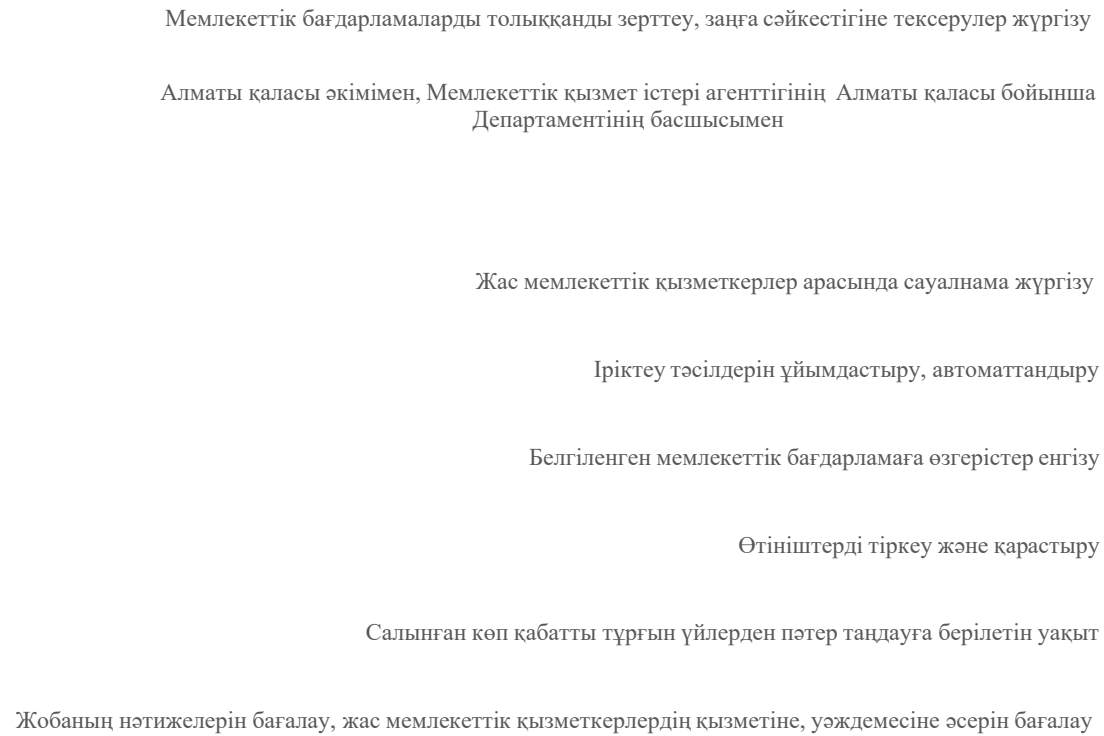 Мемлекеттік бағдарламаларды толыққанды зерттеу, заңға сәйкестігіне тексерулер жүргізу
Алматы қаласы әкімімен, Мемлекеттік қызмет істері агенттігінің Алматы қаласы бойынша
Департаментінің басшысымен
Жас мемлекеттік қызметкерлер арасында сауалнама жүргізу
Іріктеу тәсілдерін ұйымдастыру, автоматтандыру
Белгіленген мемлекеттік бағдарламаға өзгерістер енгізу
Өтініштерді тіркеу және қарастыру
Салынған көп қабатты тұрғын үйлерден пәтер таңдауға берілетін уақыт
Жобаның нәтижелерін бағалау, жас мемлекеттік қызметкерлердің қызметіне, уәждемесіне әсерін бағалау